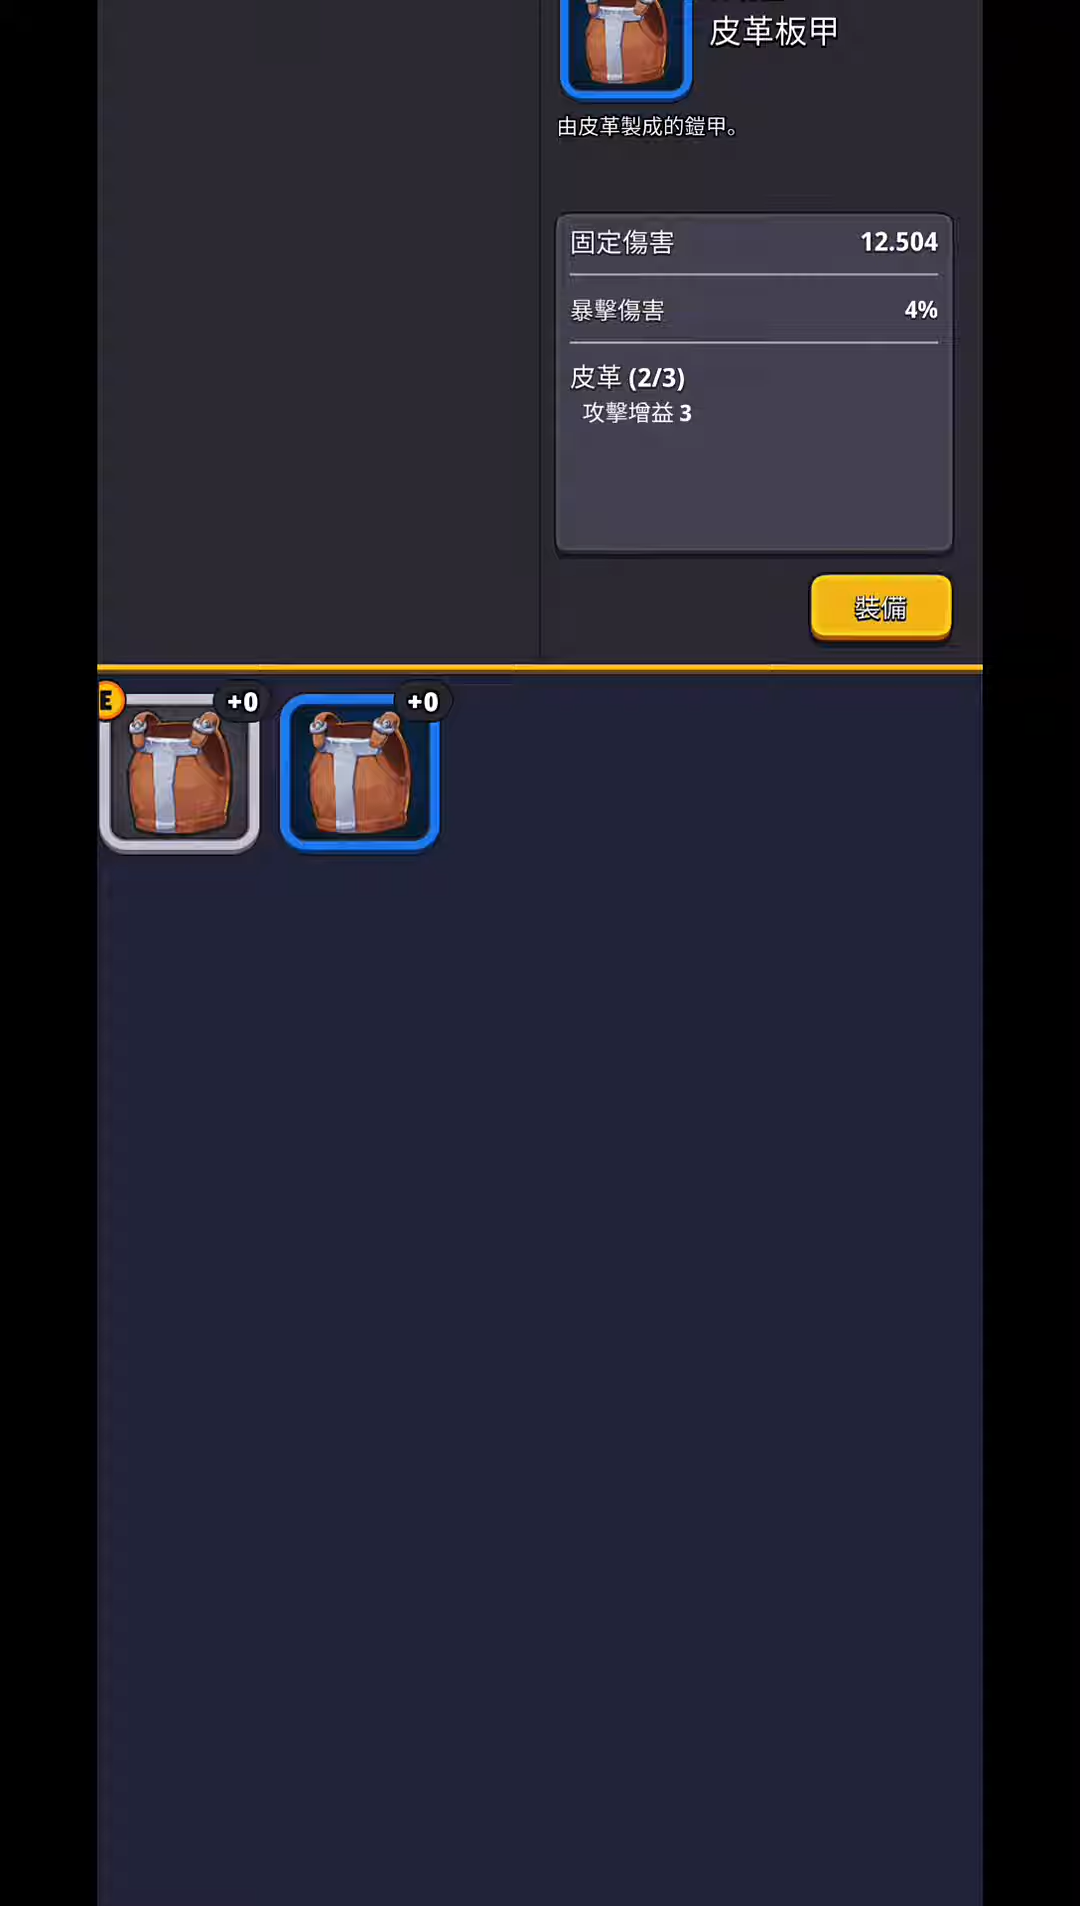 皮革板甲
由皮革製成的鎧甲。
固定傷害 12.504
暴擊傷害 4%
皮革 (2/3)
攻擊增益 3
裝備
E +0 +0